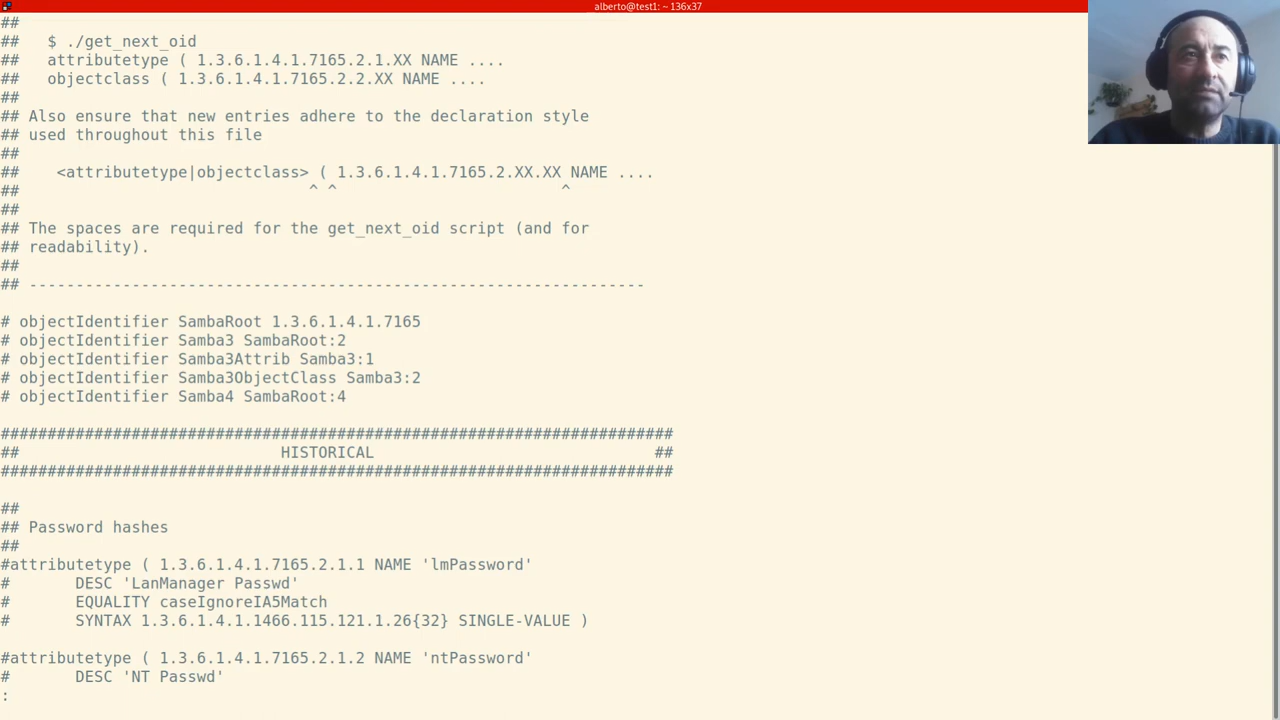 alberto@test1: ~ 136x37
##
##   $ ./get_next_oid
##   attributetype ( 1.3.6.1.4.1.7165.2.1.XX NAME ....
##   objectclass ( 1.3.6.1.4.1.7165.2.2.XX NAME ....
##
## Also ensure that new entries adhere to the declaration style
## used throughout this file
##
##    <attributetype|objectclass> ( 1.3.6.1.4.1.7165.2.XX.XX NAME ....
##                               ^ ^                        ^
##
## The spaces are required for the get_next_oid script (and for
## readability).
##
## ------------------------------------------------------------------
# objectIdentifier SambaRoot 1.3.6.1.4.1.7165
# objectIdentifier Samba3 SambaRoot:2
# objectIdentifier Samba3Attrib Samba3:1
# objectIdentifier Samba3ObjectClass Samba3:2
# objectIdentifier Samba4 SambaRoot:4
########################################################################
##                            HISTORICAL                              ##
########################################################################
##
## Password hashes
##
#attributetype ( 1.3.6.1.4.1.7165.2.1.1 NAME 'lmPassword'
#       DESC 'LanManager Passwd'
#       EQUALITY caseIgnoreIA5Match
#       SYNTAX 1.3.6.1.4.1.1466.115.121.1.26{32} SINGLE-VALUE )
#attributetype ( 1.3.6.1.4.1.7165.2.1.2 NAME 'ntPassword'
#       DESC 'NT Passwd'
: